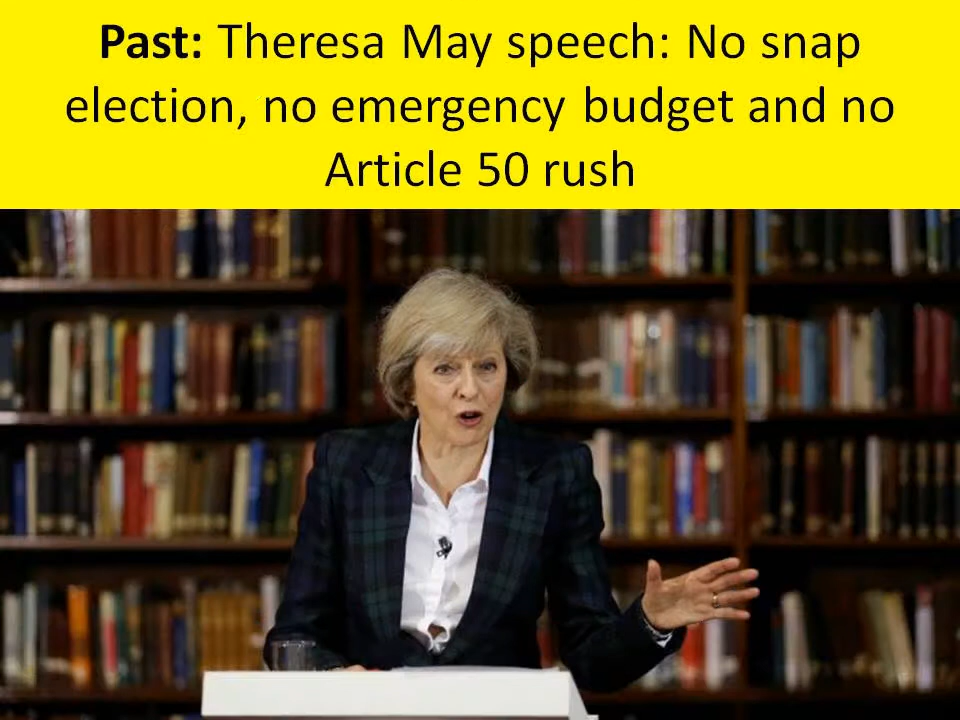 Past: Theresa May speech: No snap
election, no emergency budget and no
Article 50 rush